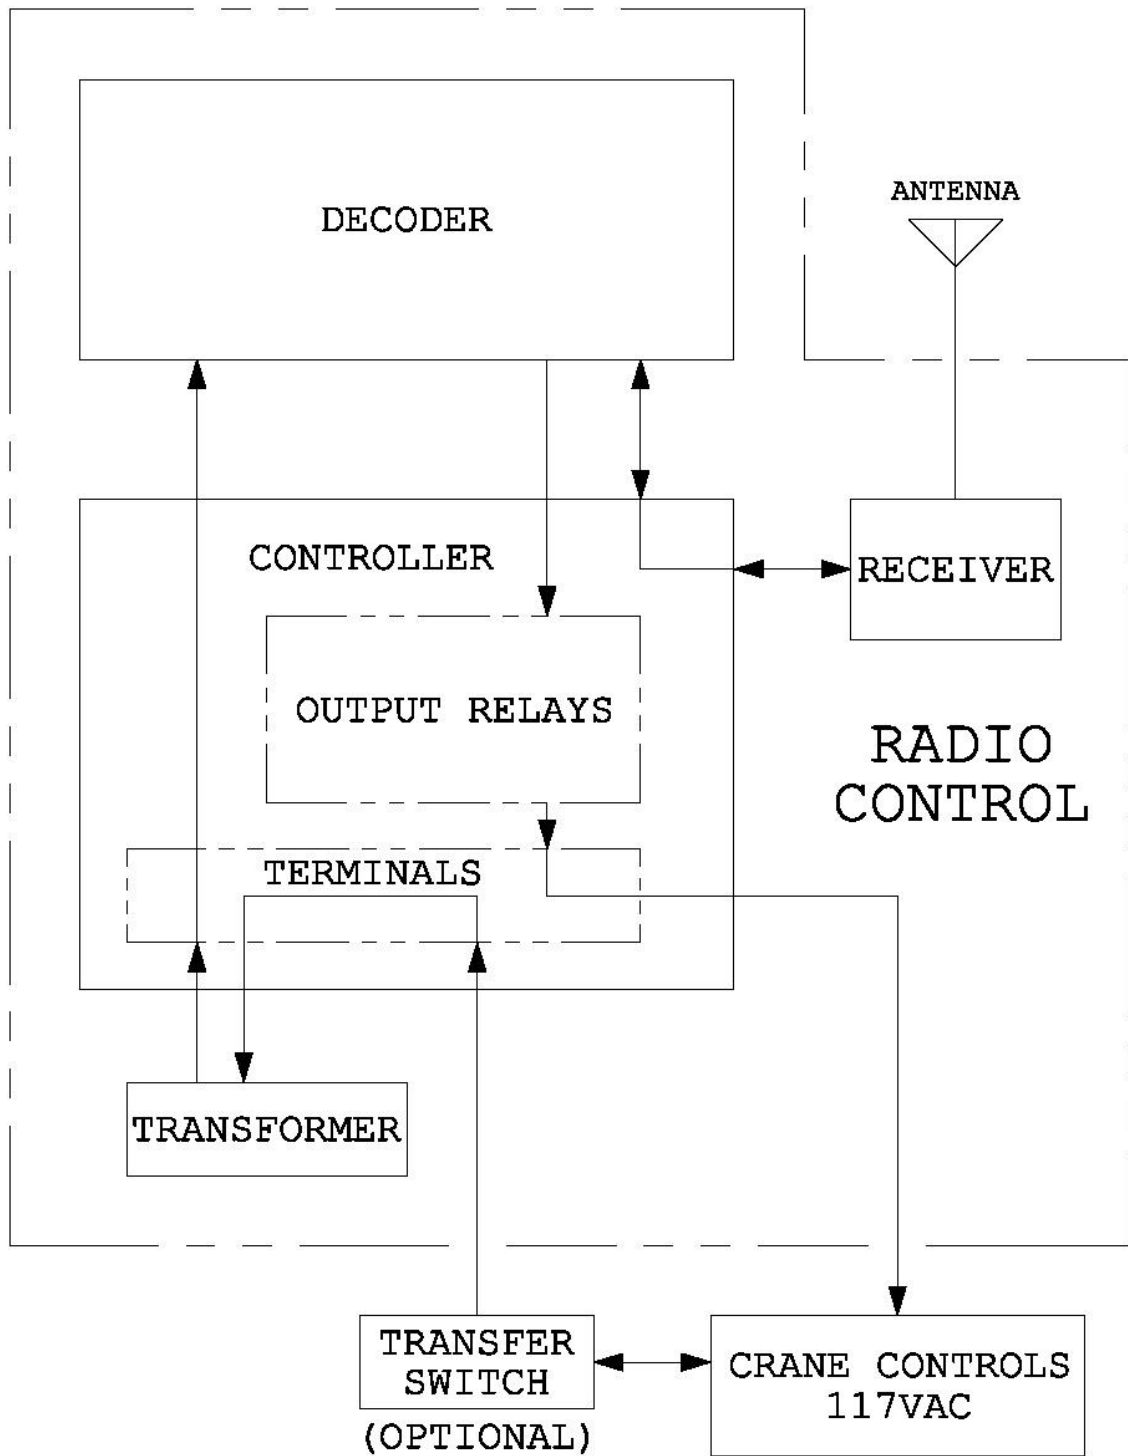 DECODER
ANTENNA
CONTROLLER
RECEIVER
OUTPUT RELAYS
RADIO
CONTROL
TERMINALS
TRANSFORMER
TRANSFER
SWITCH
(OPTIONAL)
CRANE CONTROLS
117VAC